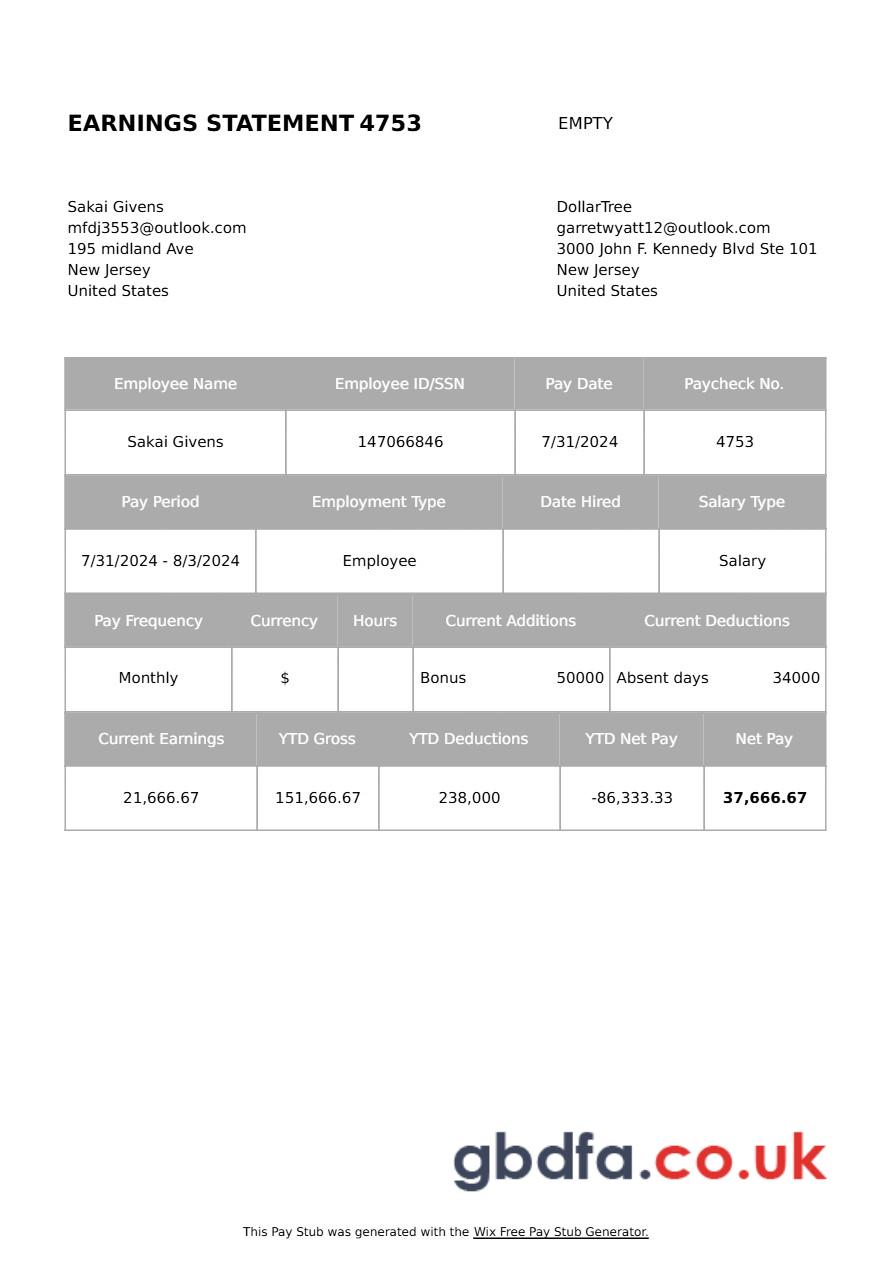 EARNINGS STATEMENT 4753 EMPTY
Sakai Givens
mfdj3553@outlook.com
195 midland Ave
New Jersey
United States
DollarTree
garretwyatt12@outlook.com
3000 John F. Kennedy Blvd Ste 101
New Jersey
United States
Employee Name Employee ID/SSN Pay Date Paycheck No.
Sakai Givens 147066846 7/31/2024 4753
Pay Period Employment Type Date Hired Salary Type
7/31/2024 - 8/3/2024 Employee Salary
Pay Frequency Currency Hours Current Additions Current Deductions
Monthly $ Bonus 50000 Absent days 34000
Current Earnings YTD Gross YTD Deductions YTD Net Pay Net Pay
21,666.67 151,666.67 238,000 -86,333.33 37,666.67
gbdfa.co.uk
This Pay Stub was generated with the Wix Free Pay Stub Generator.